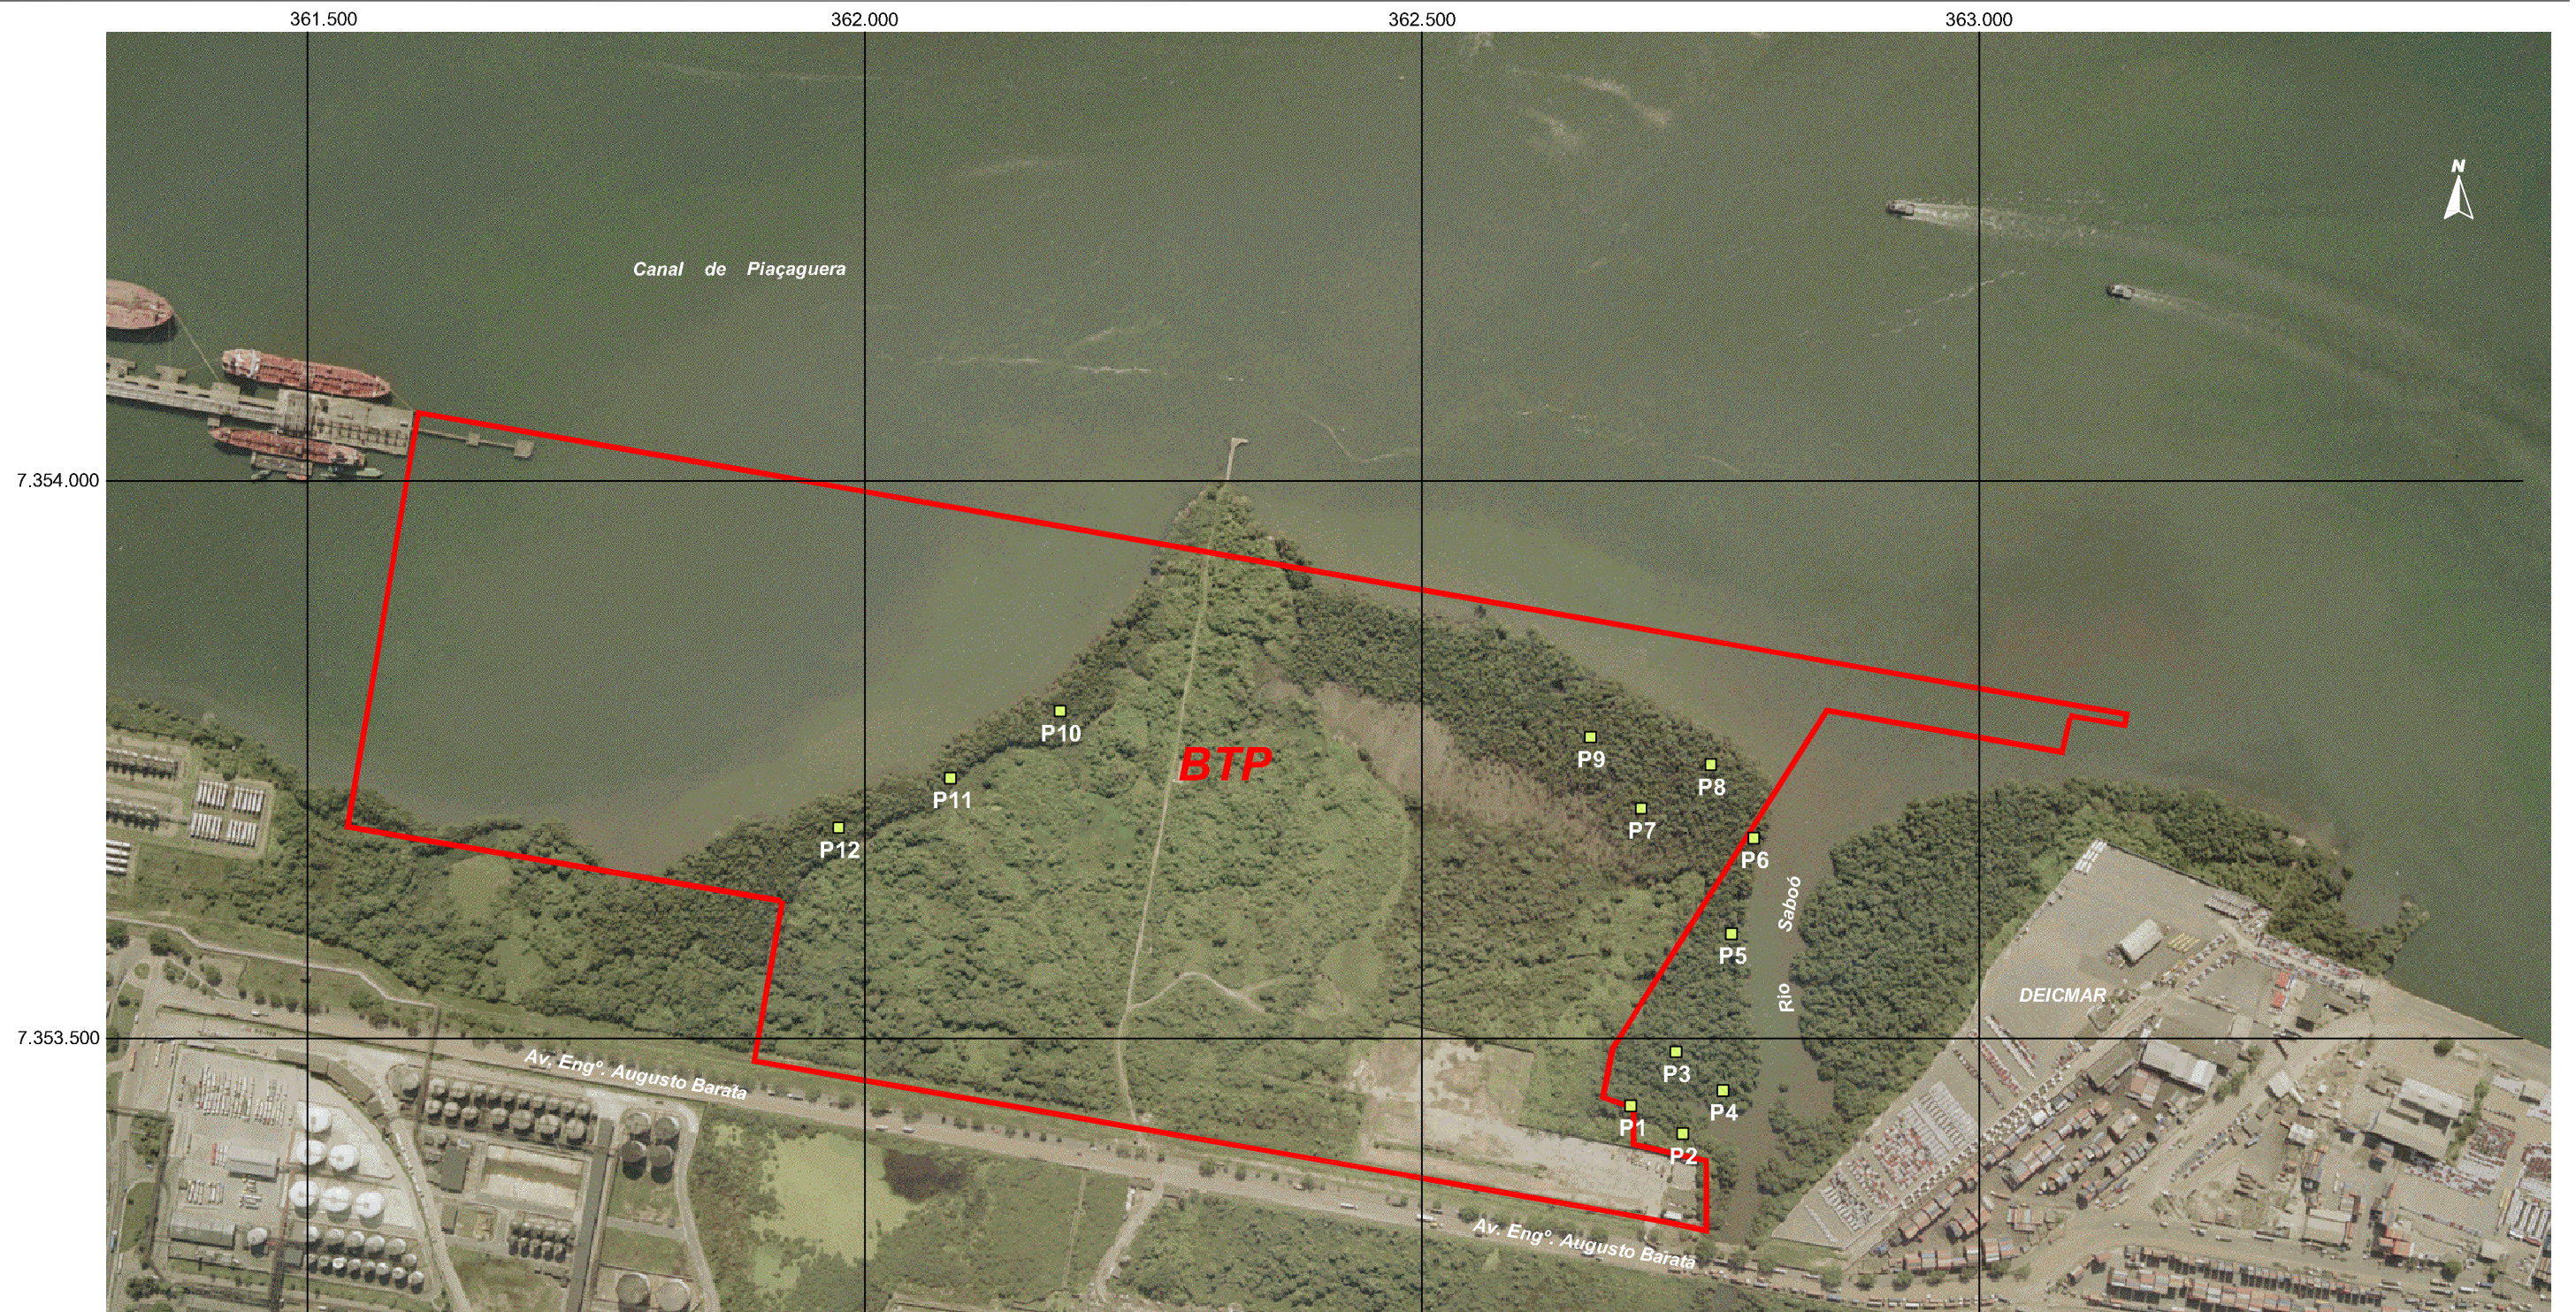 361.500 362.000 362.500 363.000
N
Canal de Piaçaguera
7.354.000
P10
BTP
P9
P8
P11
P7
P12
P6
Rio Saboó
P5
DEICMAR
7.353.500
Av. Engº. Augusto Barata
P3
P4
P1
P2
Av. Engº. Augusto Barata